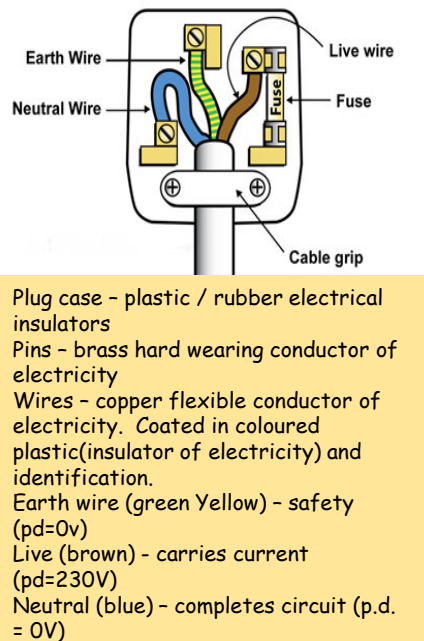 Earth Wire
Live wire
Neutral Wire
Fuse
Fuse
Cable grip
Plug case – plastic / rubber electrical
insulators
Pins – brass hard wearing conductor of
electricity
Wires – copper flexible conductor of
electricity. Coated in coloured
plastic(insulator of electricity) and
identification.
Earth wire (green Yellow) – safety
(pd=0v)
Live (brown) - carries current
(pd=230V)
Neutral (blue) – completes circuit (p.d.
= 0V)